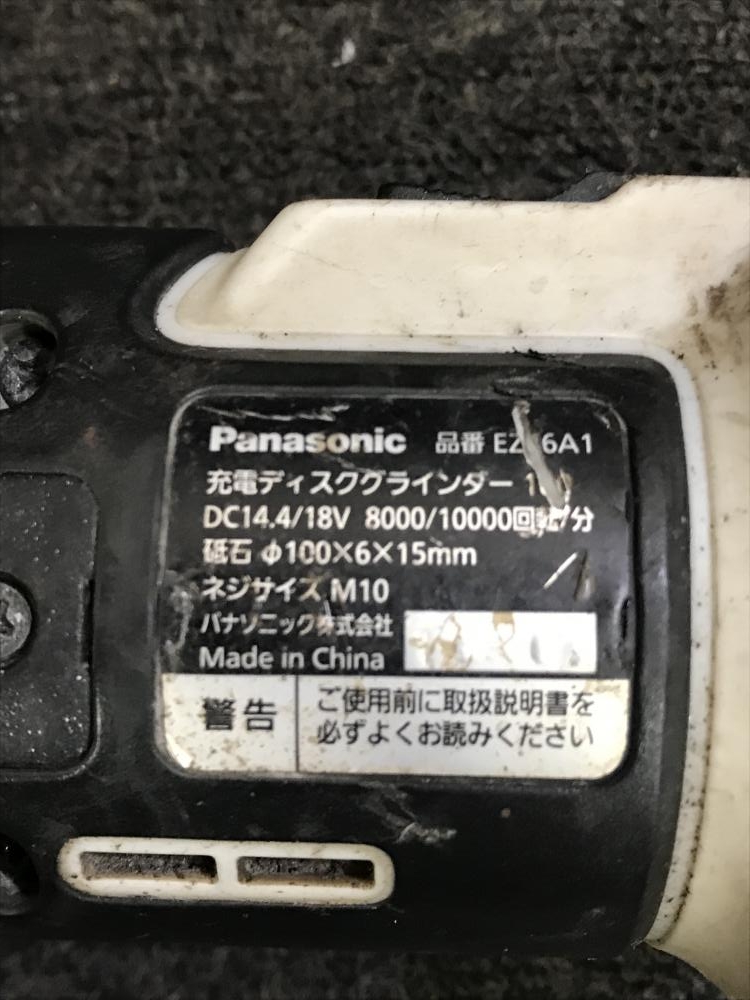 Panasonic 品番
充電ディスクグラインダー
DC14.4/18V 8000/10000回転/分
砥石 φ100×6×15mm
ネジサイズ M10
パナソニック株式会社
Made in China
警告
ご使用前に取扱説明書を
必ずよくお読みください